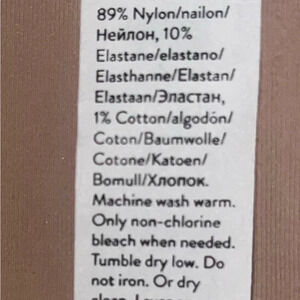 89% Nylon/nailon/
Нейлон, 10%
Elastane/elastano/
Elasthanne/Elastan/
Elastaan/Эластан,
1% Cotton/algodón/
Coton/Baumwolle/
Cotone/Katoen/
Bomull/Хлопок.
Machine wash warm.
Only non-chlorine
bleach when needed.
Tumble dry low. Do
not iron. Or dry